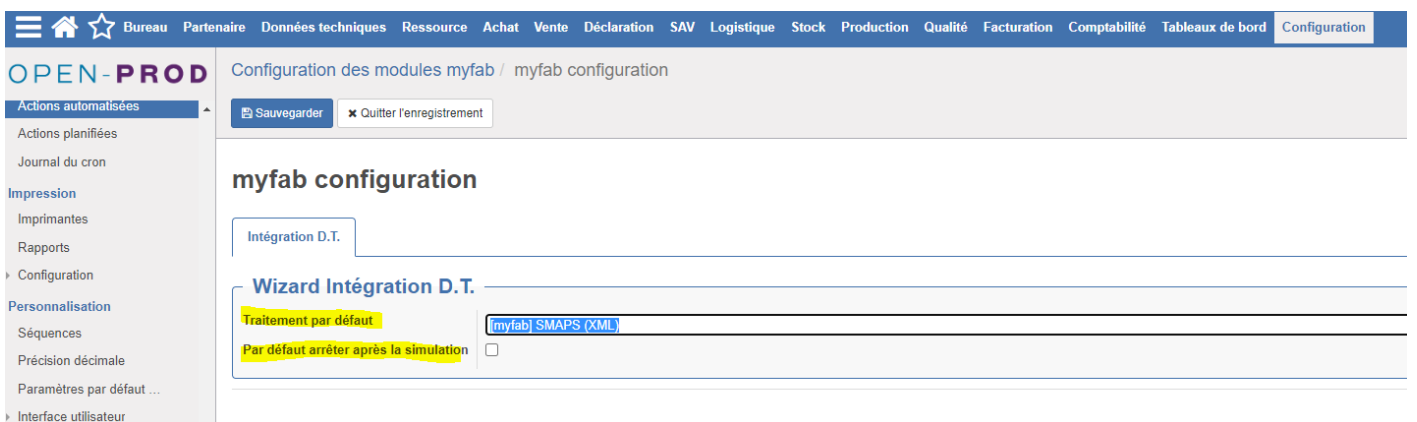 Bureau Partenaire Données techniques Ressource Achat Vente Déclaration SAV Logistique Stock Production Qualité Facturation Comptabilité Tableaux de bord Configuration
OPEN-PROD
Actions automatisées
Actions planifiées
Journal du cron
Impression
Imprimantes
Rapports
Configuration
Personnalisation
Séquences
Précision décimale
Paramètres par défaut ...
Interface utilisateur
Configuration des modules myfab / myfab configuration
Sauvegarder
Quitter l'enregistrement
myfab configuration
Intégration D.T.
Wizard Intégration D.T.
Traitement par défaut [myfab] SMAPS (XML)
Par défaut arrêter après la simulation